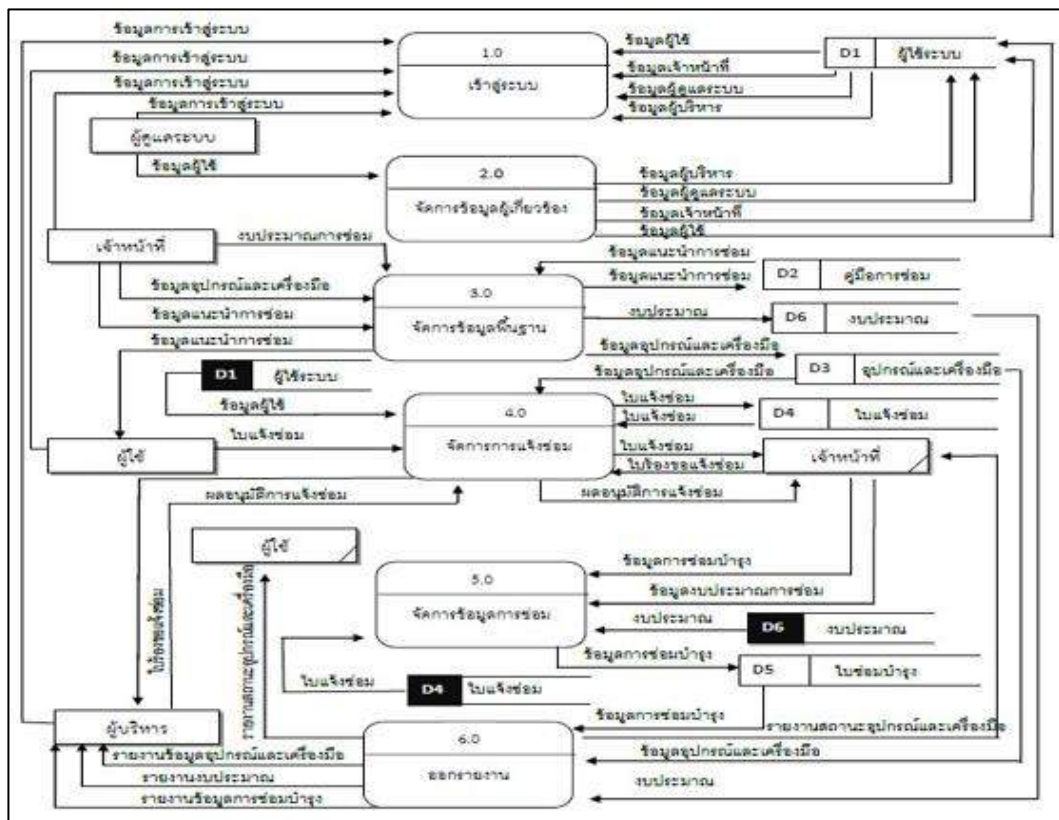 ข้อมูลการเข้าสู่ระบบ
ข้อมูลการเข้าสู่ระบบ
ข้อมูลการเข้าสู่ระบบ
ข้อมูลการเข้าสู่ระบบ
ผู้ดูแลระบบ
ข้อมูลผู้ใช้
1.0
เข้าสู่ระบบ
ข้อมูลผู้ใช้
ข้อมูลเจ้าหน้าที่
ข้อมูลผู้ดูแลระบบ
ข้อมูลผู้บริหาร
D1 ผู้ใช้ระบบ
2.0
จัดการข้อมูลผู้เกี่ยวข้อง
ข้อมูลผู้บริหาร
ข้อมูลผู้ดูแลระบบ
ข้อมูลเจ้าหน้าที่
ข้อมูลผู้ใช้
เจ้าหน้าที่
งบประมาณการซ่อม
ข้อมูลอุปกรณ์และเครื่องมือ
ข้อมูลแนะนำการซ่อม
ข้อมูลแนะนำการซ่อม
3.0
จัดการข้อมูลพื้นฐาน
ข้อมูลแนะนำการซ่อม
ข้อมูลแนะนำการซ่อม
D2 คู่มือการซ่อม
งบประมาณ
D6 งบประมาณ
ข้อมูลอุปกรณ์และเครื่องมือ
ข้อมูลอุปกรณ์และเครื่องมือ
D3 อุปกรณ์และเครื่องมือ
D1 ผู้ใช้ระบบ
ข้อมูลผู้ใช้
ผู้ใช้
ใบแจ้งซ่อม
4.0
จัดการการแจ้งซ่อม
ใบแจ้งซ่อม
ใบแจ้งซ่อม
D4 ใบแจ้งซ่อม
ใบแจ้งซ่อม
ใบร้องขอแจ้งซ่อม
เจ้าหน้าที่
ผลอนุมัติการแจ้งซ่อม
ผลอนุมัติการแจ้งซ่อม
ผู้ใช้
5.0
จัดการข้อมูลการซ่อม
ข้อมูลการซ่อมบำรุง
ข้อมูลงบประมาณการซ่อม
งบประมาณ
D6 งบประมาณ
ข้อมูลการซ่อมบำรุง
D5 ใบซ่อมบำรุง
ใบแจ้งซ่อม
D4 ใบแจ้งซ่อม
ใบร้องขอแจ้งซ่อม
รายงานสถานะอุปกรณ์และเครื่องมือ
ผู้บริหาร
รายงานข้อมูลอุปกรณ์และเครื่องมือ
รายงานงบประมาณ
รายงานข้อมูลการซ่อมบำรุง
6.0
ออกรายงาน
ข้อมูลการซ่อมบำรุง
รายงานสถานะอุปกรณ์และเครื่องมือ
ข้อมูลอุปกรณ์และเครื่องมือ
งบประมาณ